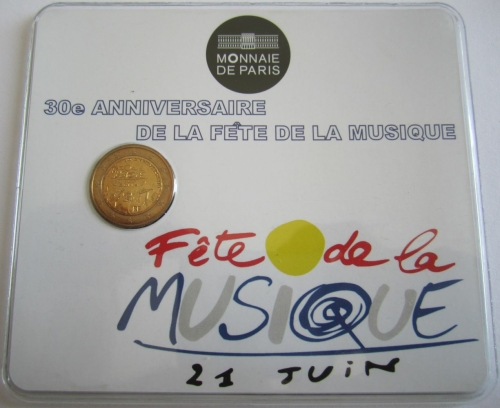 MONNAIE
DE PARIS
30e ANNIVERSAIRE
DE LA FÊTE DE LA MUSIQUE
Fête de la
MUSIQUE
21 JUIN